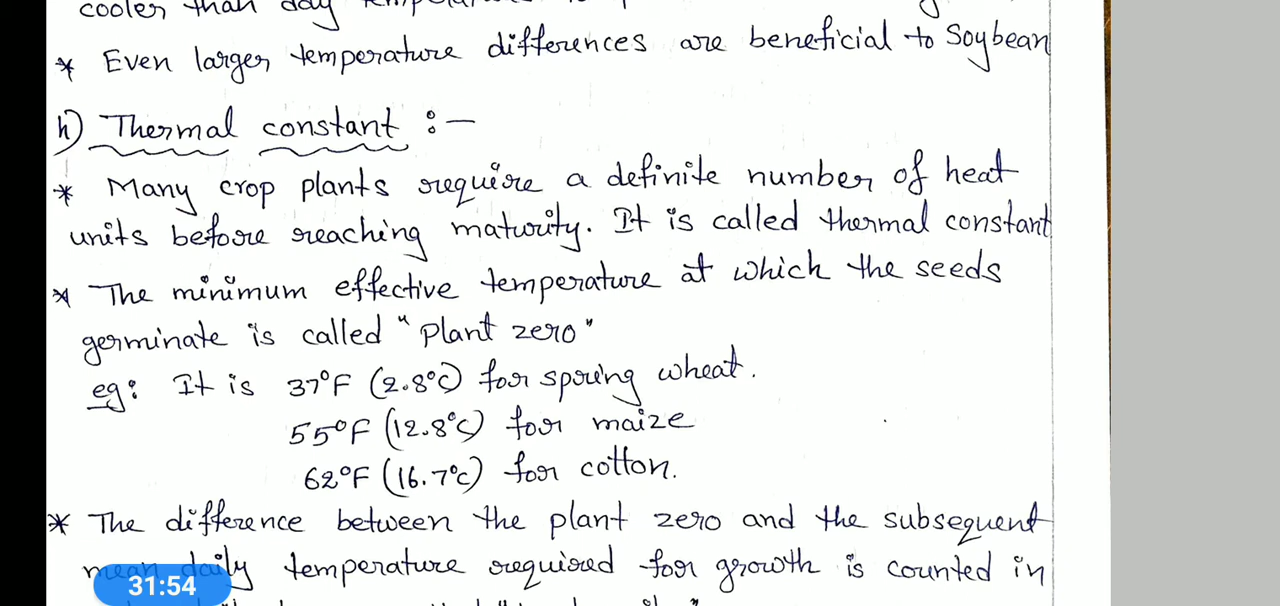 cooler than day
* Even larger temperature differences are beneficial to Soybean
h) Thermal constant :-
* Many crop plants require a definite number of heat
units before reaching maturity. It is called thermal constant
* The minimum effective temperature at which the seeds
germinate is called "plant zero"
eg: It is 37°F (2.8°C) for spring wheat.
55°F (12.8°C) for maize
62°F (16.7°C) for cotton.
* The difference between the plant zero and the subsequent
mean daily temperature required for growth is counted in
31:54